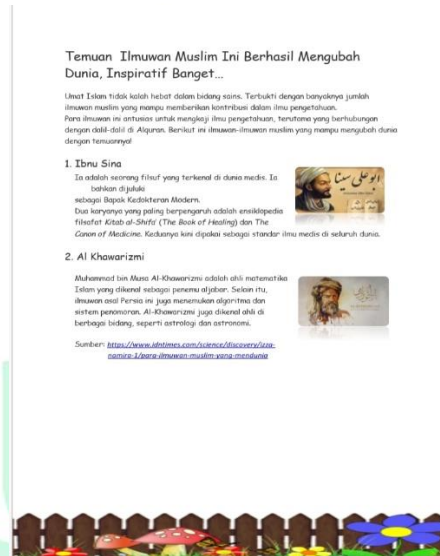 Temuan Ilmuwan Muslim Ini Berhasil Mengubah
Dunia, Inspiratif Banget...
Umat Islam tidak kalah hebat dalam bidang sains. Terbukti dengan banyaknya jumlah
ilmuwan muslim yang mampu memberikan kontribusi dalam ilmu pengetahuan.
Para ilmuwan ini antusias untuk mengkaji ilmu pengetahuan, terutama yang berhubungan
dengan dalil-dalil di Alquran. Berikut ini ilmuwan-ilmuwan muslim yang mampu mengubah dunia
dengan temuannya!
1. Ibnu Sina
Ia adalah seorang filsuf yang terkenal di dunia medis. Ia
bahkan dijuluki
sebagai Bapak Kedokteran Modern.
Dua karyanya yang paling berpengaruh adalah ensiklopedia
filsafat Kitab al-Shifa' (The Book of Healing) dan The
Canon of Medicine. Keduanya kini dipakai sebagai standar ilmu medis di seluruh dunia.
ابو علی سینا
2. Al Khawarizmi
Muhammad bin Musa Al-Khawarizmi adalah ahli matematika
Islam yang dikenal sebagai penemu aljabar. Selain itu,
ilmuwan asal Persia ini juga menemukan algoritma dan
sistem penomoran. Al-Khawarizmi juga dikenal ahli di
berbagai bidang, seperti astrologi dan astronomi.
Sumber: https://www.idntimes.com/science/discovery/izza-
namira-1/para-ilmuwan-muslim-yang-mendunia